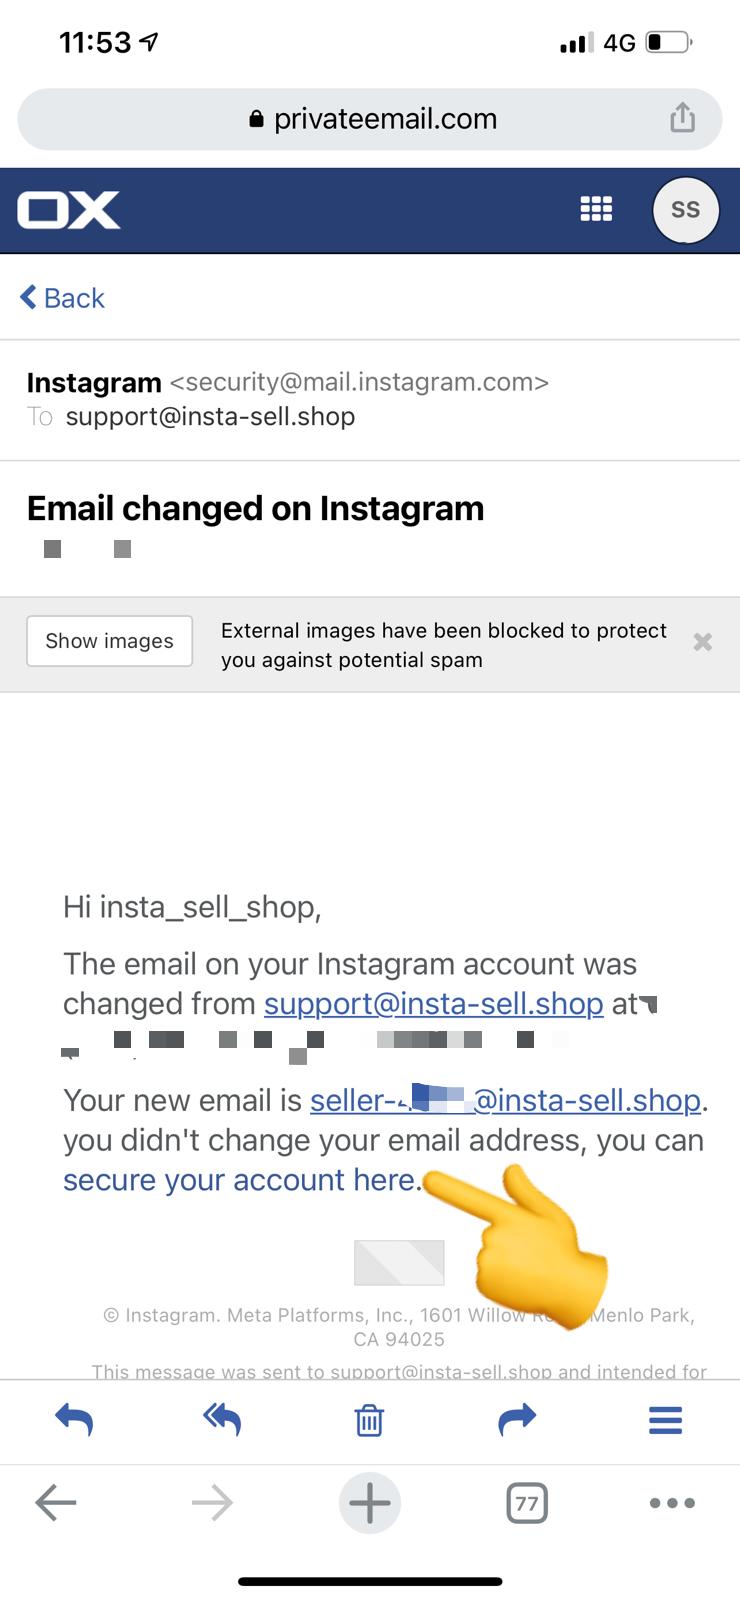 11:53
4G
privateemail.com
OX
SS
Back
Instagram <security@mail.instagram.com>
To support@insta-sell.shop
Email changed on Instagram
Show images
External images have been blocked to protect
you against potential spam
Hi insta_sell_shop,
The email on your Instagram account was
changed from support@insta-sell.shop at
Your new email is seller-@insta-sell.shop.
you didn't change your email address, you can
secure your account here.
© Instagram. Meta Platforms, Inc., 1601 Willow Menlo Park,
CA 94025
This message was sent to support@insta-sell.shop and intended for
77